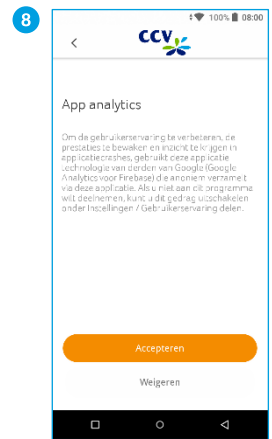 8
100% 08:00
ccv
App analytics
Om de gebruikerservaring te verbeteren, de
prestaties te bewaken en inzicht te krijgen in
applicatiecrashes, gebruikt deze applicatie
technologie van derden van Google (Google
Analytics voor Firebase) die anoniem verzamelt
via deze applicatie. Als u niet aan dit programma
wilt deelnemen, kunt u dit gedrag uitschakelen
onder Instellingen / Gebruikerservaring delen.
Accepteren
Weigeren